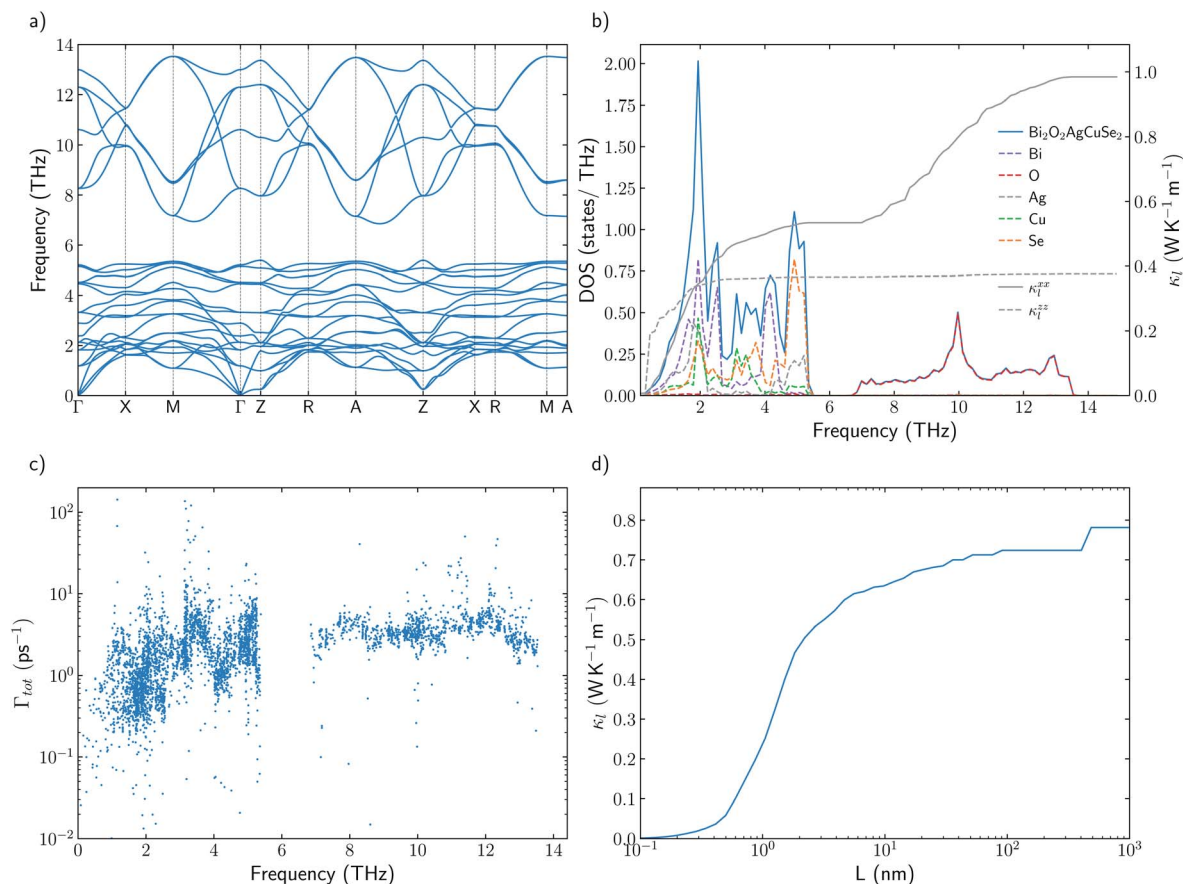 a)
14
12
10
8
6
4
2
0
Frequency (THz)
Γ X M Γ Z R A Z X R M A
b)
2.00
1.75
1.50
1.25
1.00
0.75
0.50
0.25
0.00
DOS (states/ THz)
Bi₂O₂AgCuSe₂
Bi
O
Ag
Cu
Se
κₗˣˣ
κₗᶻᶻ
1.0
0.8
0.6
0.4
0.2
0.0
κₗ (W K⁻¹ m⁻¹)
2 4 6 8 10 12 14
Frequency (THz)
c)
10²
10¹
10⁰
10⁻¹
10⁻²
Γₜₒₜ (ps⁻¹)
0 2 4 6 8 10 12 14
Frequency (THz)
d)
0.8
0.7
0.6
0.5
0.4
0.3
0.2
0.1
0.0
κₗ (W K⁻¹ m⁻¹)
10⁻¹ 10⁰ 10¹ 10² 10³
L (nm)